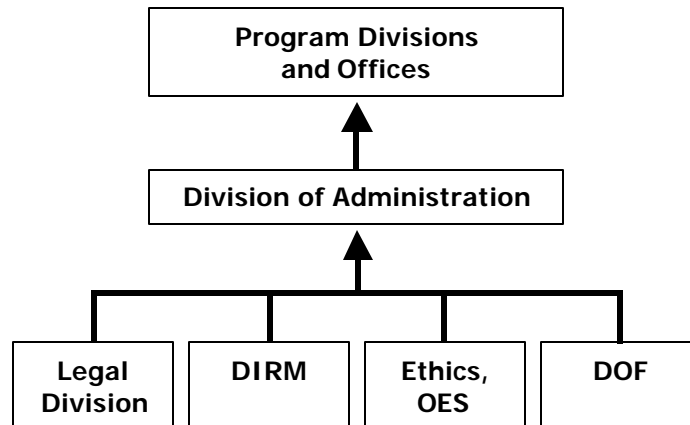 Program Divisions
and Offices
Division of Administration
Legal
Division
DIRM
Ethics,
OES
DOF